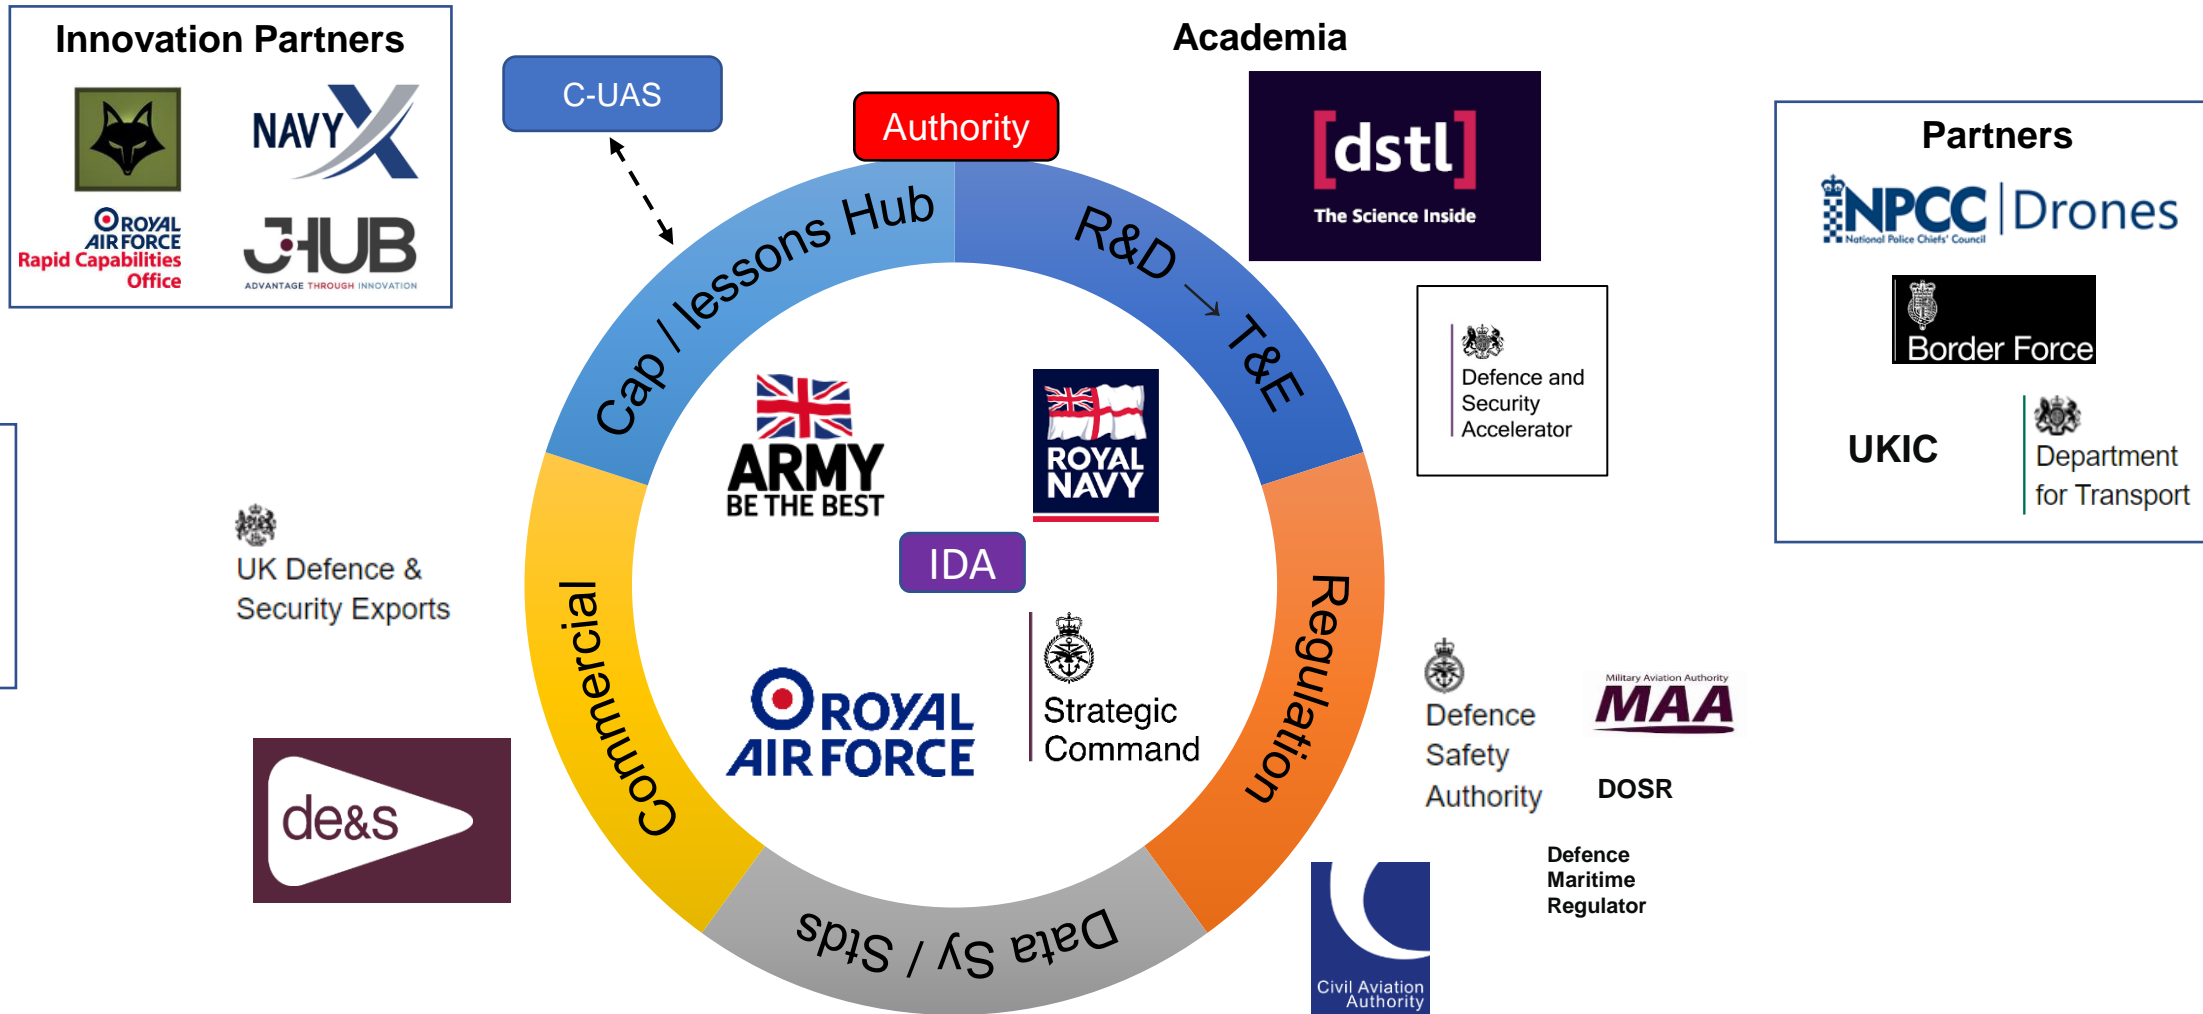 Innovation Partners
NAVY X
ROYAL
AIR FORCE
Rapid Capabilities
Office
JHUB
ADVANTAGE THROUGH INNOVATION
C-UAS
Authority
Academia
[dstl]
The Science Inside
Defence and
Security
Accelerator
Partners
NPCC | Drones
National Police Chiefs' Council
Border Force
UKIC
Department
for Transport
Cap / lessons Hub
R&D → T&E
Regulation
Data Sy / Stds
Commercial
ARMY
BE THE BEST
ROYAL
NAVY
IDA
ROYAL
AIR FORCE
Strategic
Command
UK Defence &
Security Exports
de&s
Defence
Safety
Authority
Military Aviation Authority
MAA
DOSR
Defence
Maritime
Regulator
Civil Aviation
Authority